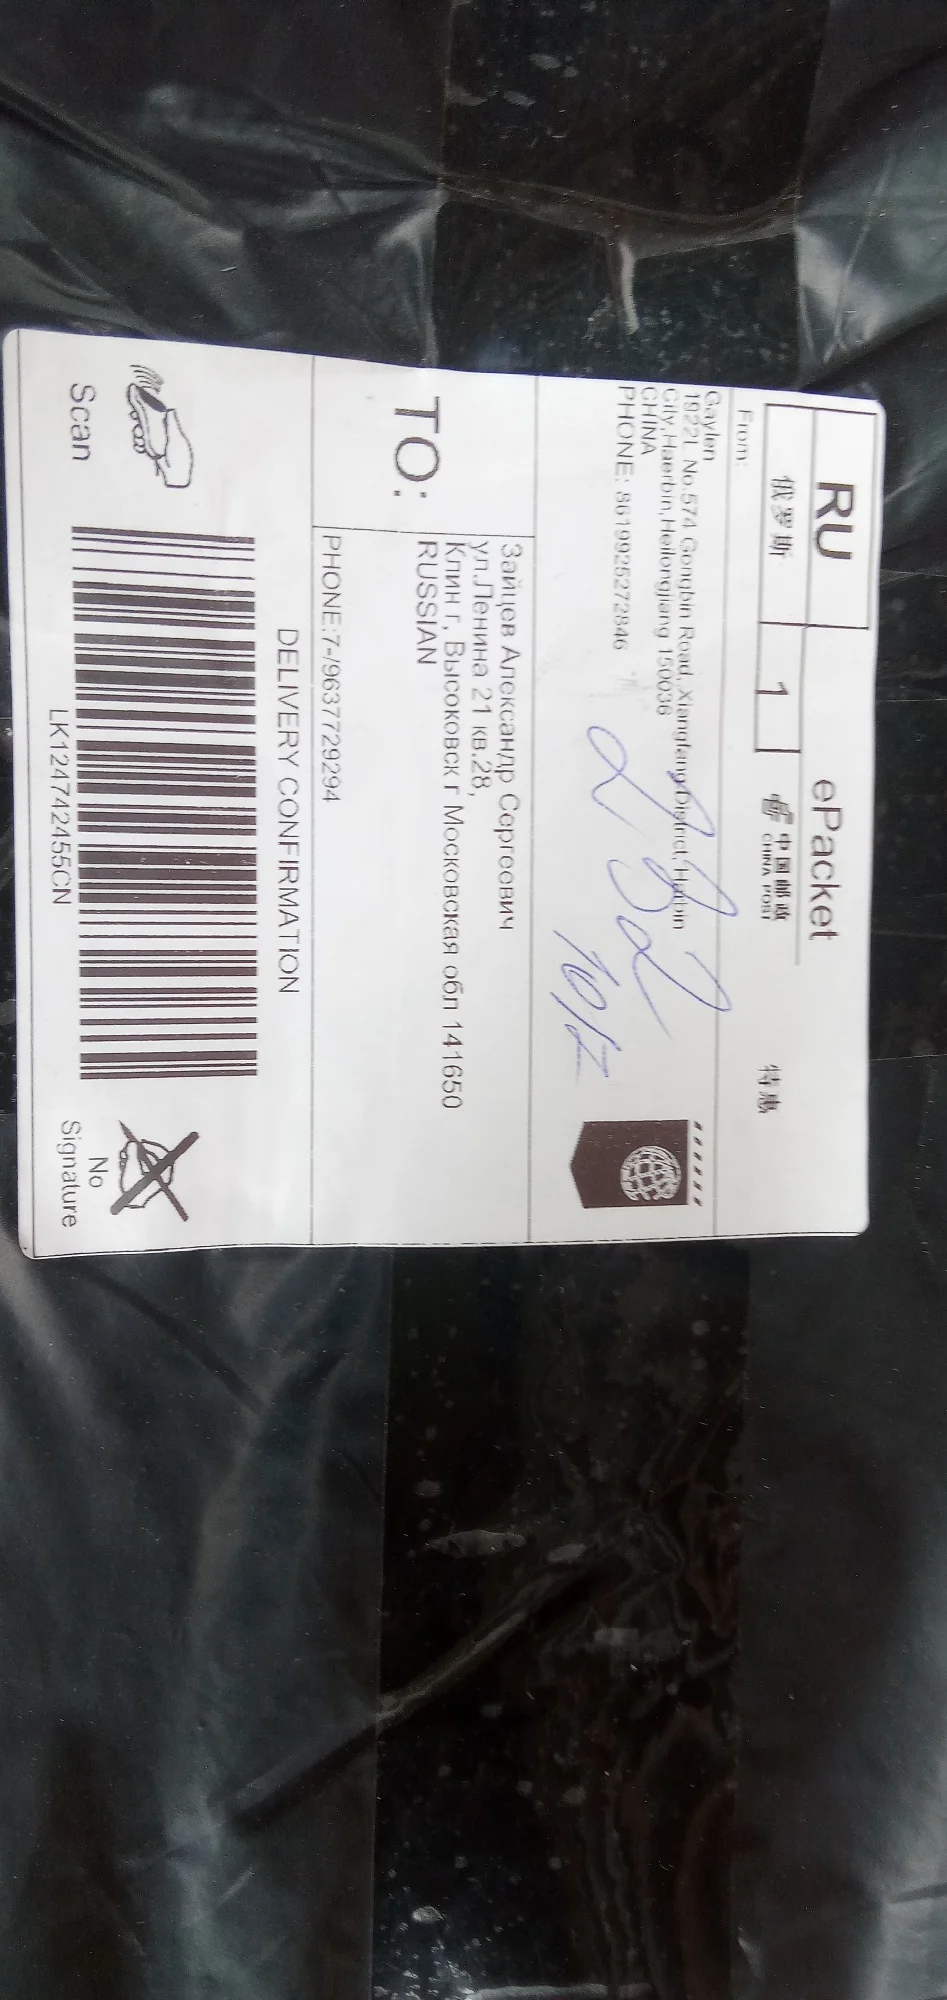 RU
俄罗斯
1
ePacket
中国邮政
CHINA POST
特惠
From:
Gaylen
19221, No.574 Gongbin Road, Xiangfang District, Harbin
City,Haerbin,Heilongjiang 150036
CHINA
PHONE: 8619925272846
TO:
Зайцев Александр Сергеевич
ул.Ленина 21 кв.28,
Клин г, Высоковск г Московская обл 141650
RUSSIAN
PHONE:7-/9637729294
DELIVERY CONFIRMATION
Scan
LK124742455CN
No
Signature